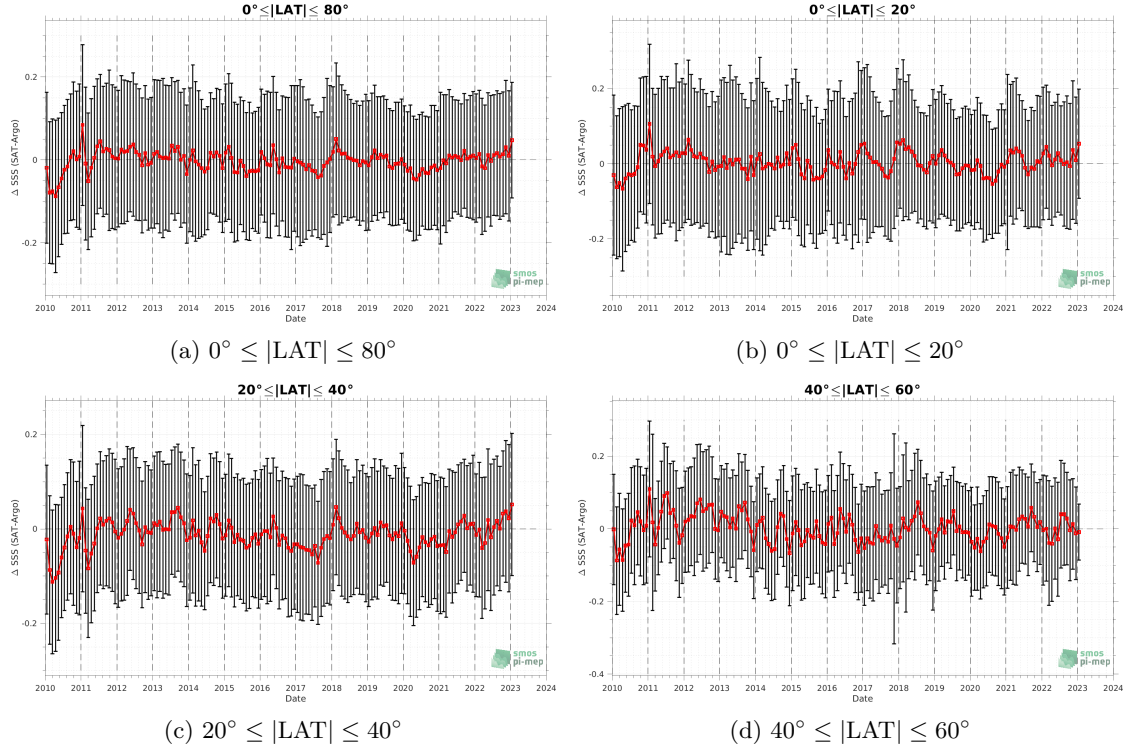 0°≤|LAT|≤ 80°
Δ SSS (SAT-Argo)
0.2
0
-0.2
2010 2011 2012 2013 2014 2015 2016 2017 2018 2019 2020 2021 2022 2023 2024
Date
smos
pi-mep
(a) 0° ≤ |LAT| ≤ 80°
0°≤|LAT|≤ 20°
Δ SSS (SAT-Argo)
0.2
0
-0.2
2010 2011 2012 2013 2014 2015 2016 2017 2018 2019 2020 2021 2022 2023 2024
Date
smos
pi-mep
(b) 0° ≤ |LAT| ≤ 20°
20°≤|LAT|≤ 40°
Δ SSS (SAT-Argo)
0.2
0
-0.2
2010 2011 2012 2013 2014 2015 2016 2017 2018 2019 2020 2021 2022 2023 2024
Date
smos
pi-mep
(c) 20° ≤ |LAT| ≤ 40°
40°≤|LAT|≤ 60°
Δ SSS (SAT-Argo)
0.2
0
-0.2
-0.4
2010 2011 2012 2013 2014 2015 2016 2017 2018 2019 2020 2021 2022 2023 2024
Date
smos
pi-mep
(d) 40° ≤ |LAT| ≤ 60°